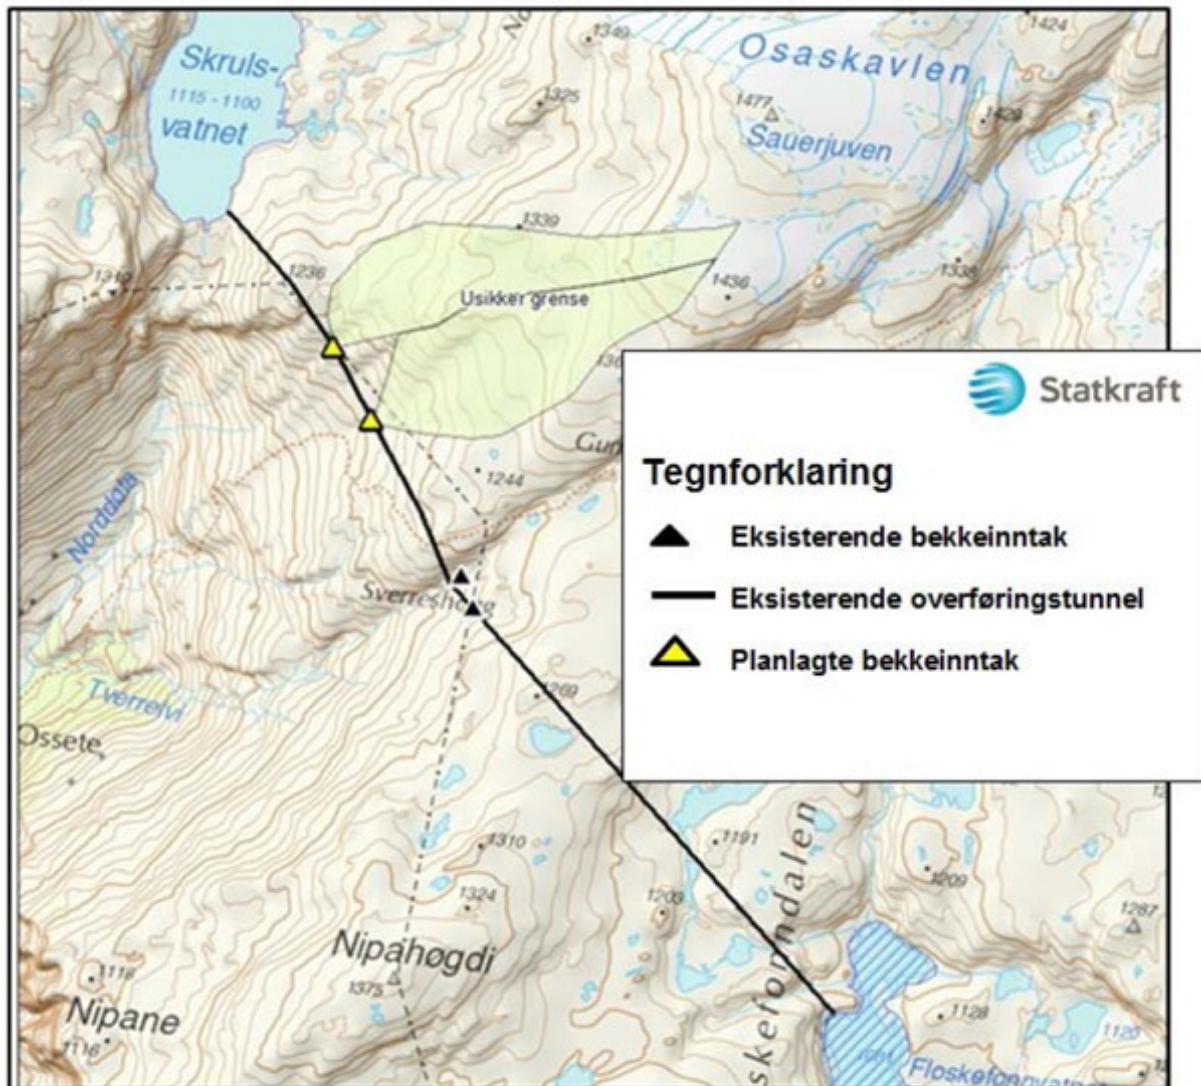 1424
1349
Osaskavlen
Skruls-
1115 - 1100
vatnet
1325
1477
1429
Sauerjuven
1339
1319
1236
1338
1436
Usikker grense
Statkraft
Tegnforklaring
Eksisterende bekkeinntak
Eksisterende overføringstunnel
Planlagte bekkeinntak
1244
Norddøla
Sverresberg
1269
Tverrelvi
Ossete
1310
1191
1209
1324
1203
1287
Nipahøgdi
1375
1118
Nipane
1116
1128
1120
skefonndalen